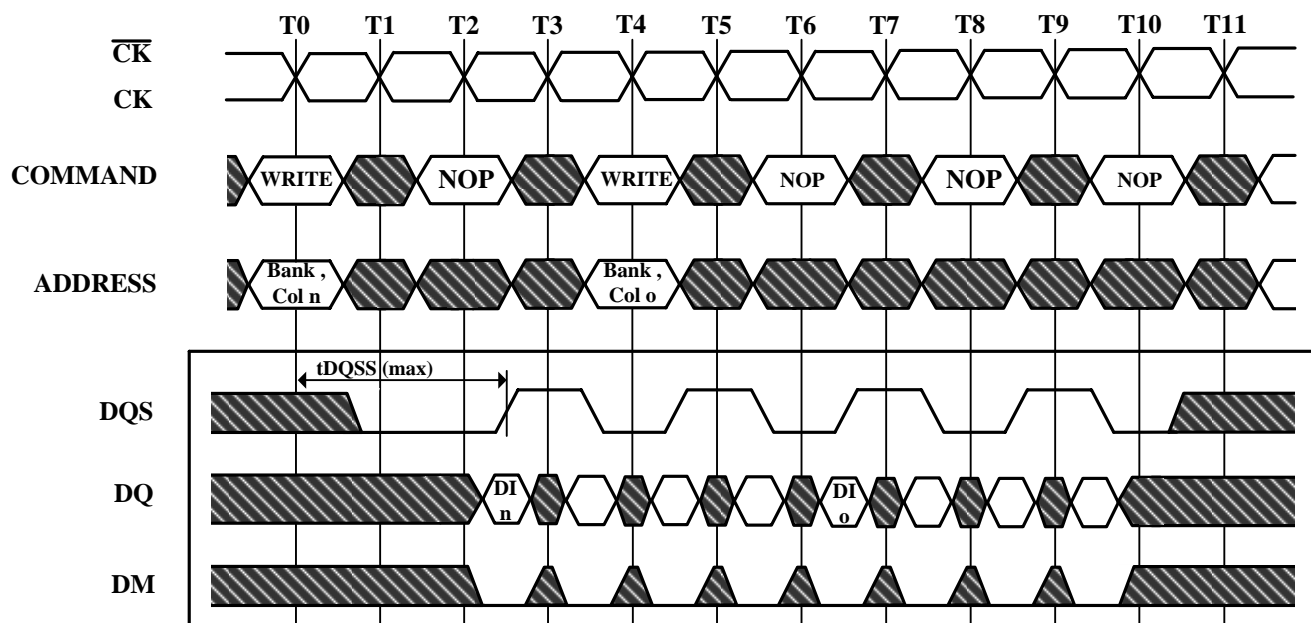 T0 T1 T2 T3 T4 T5 T6 T7 T8 T9 T10 T11
CK
CK
COMMAND WRITE NOP WRITE NOP NOP NOP
ADDRESS Bank , Col n Bank , Col o
tDQSS (max)
DQS
DQ DI n DI o
DM